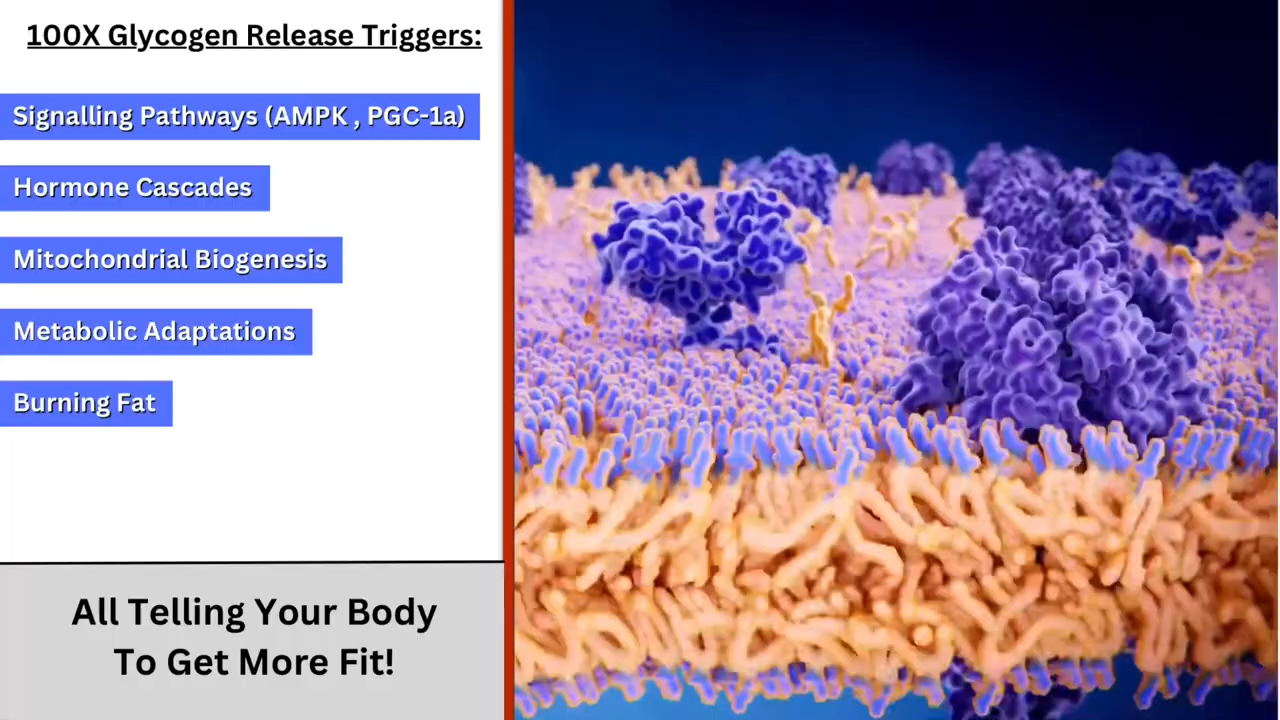 100X Glycogen Release Triggers:
Signalling Pathways (AMPK , PGC-1a)
Hormone Cascades
Mitochondrial Biogenesis
Metabolic Adaptations
Burning Fat
All Telling Your Body
To Get More Fit!